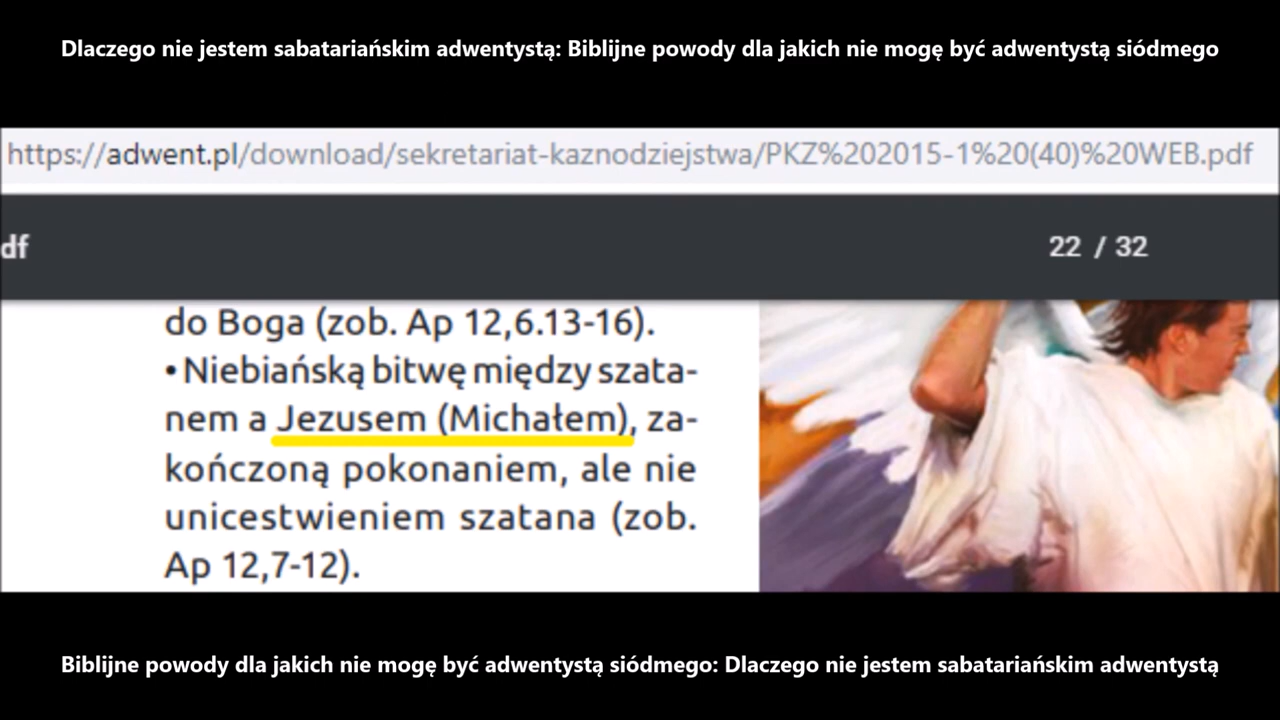 Dlaczego nie jestem sabatariańskim adwentystą: Biblijne powody dla jakich nie mogę być adwentystą siódmego
https://adwent.pl/download/sekretariat-kaznodziejstwa/PKZ%202015-1%20(40)%20WEB.pdf
df 22 / 32
do Boga (zob. Ap 12,6.13-16).
• Niebiańską bitwę między szata-
nem a Jezusem (Michałem), za-
kończoną pokonaniem, ale nie
unicestwieniem szatana (zob.
Ap 12,7-12).
Biblijne powody dla jakich nie mogę być adwentystą siódmego: Dlaczego nie jestem sabatariańskim adwentystą